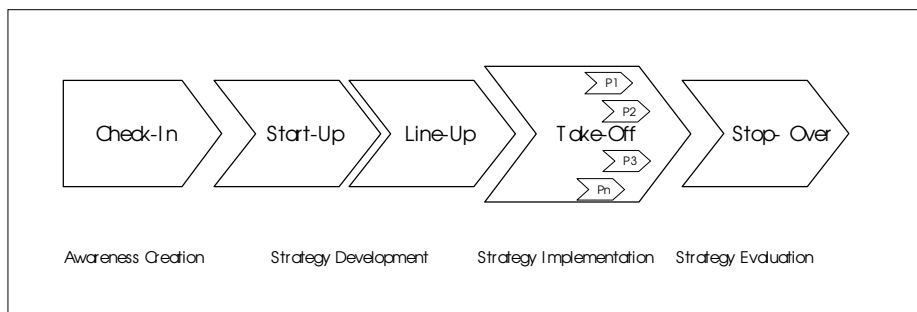 Check-In
Start-Up
Line-Up
Take-Off
P1
P2
P3
Pn
Stop- Over
Awareness Creation
Strategy Development
Strategy Implementation
Strategy Evaluation